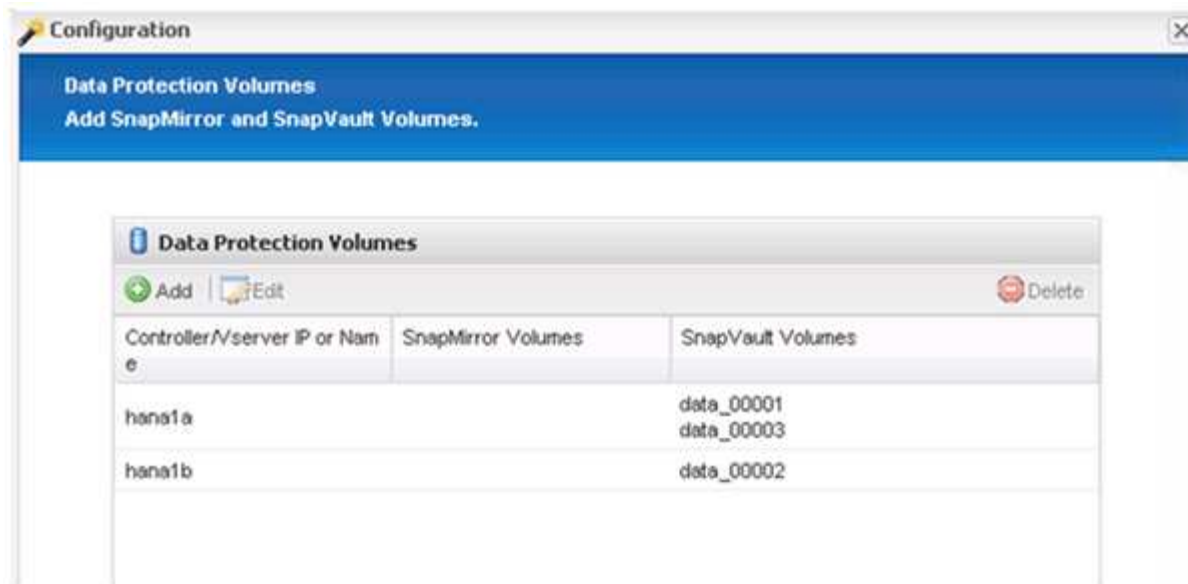 Configuration
Data Protection Volumes
Add SnapMirror and SnapVault Volumes.
Data Protection Volumes
Add Edit Delete
Controller/Vserver IP or Nam SnapMirror Volumes SnapVault Volumes
e
hana1a data_00001
data_00003
hana1b data_00002